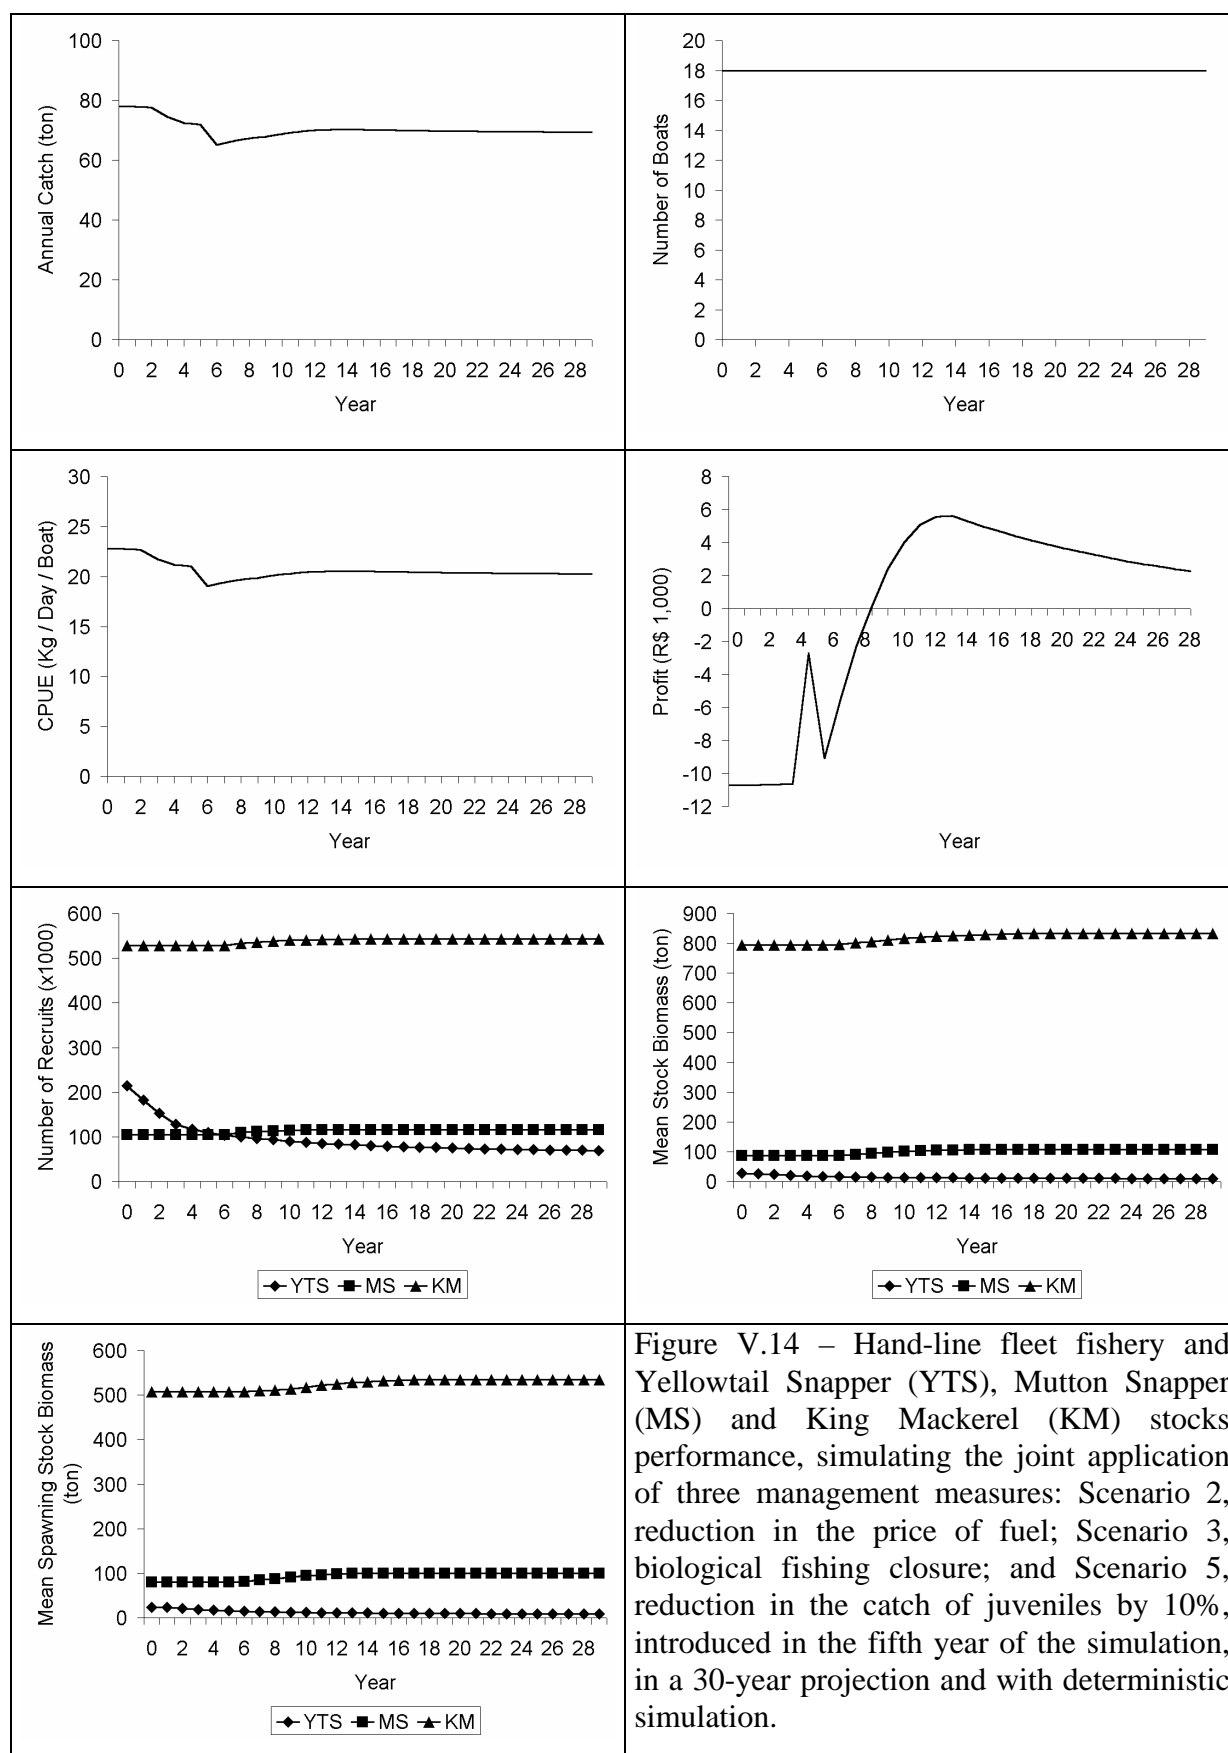 100
80
60
40
20
0
Annual Catch (ton)
0 2 4 6 8 10 12 14 16 18 20 22 24 26 28
Year
20
18
16
14
12
10
8
6
4
2
0
Number of Boats
0 2 4 6 8 10 12 14 16 18 20 22 24 26 28
Year
30
25
20
15
10
5
0
CPUE (Kg / Day / Boat)
0 2 4 6 8 10 12 14 16 18 20 22 24 26 28
Year
8
6
4
2
0
-2
-4
-6
-8
-10
-12
Profit (R$ 1,000)
0 2 4 6 8 10 12 14 16 18 20 22 24 26 28
Year
600
500
400
300
200
100
0
Number of Recruits (x1000)
0 2 4 6 8 10 12 14 16 18 20 22 24 26 28
Year
YTS MS KM
900
800
700
600
500
400
300
200
100
0
Mean Stock Biomass (ton)
0 2 4 6 8 10 12 14 16 18 20 22 24 26 28
Year
YTS MS KM
600
500
400
300
200
100
0
Mean Spawning Stock Biomass
(ton)
0 2 4 6 8 10 12 14 16 18 20 22 24 26 28
Year
YTS MS KM
Figure V.14 – Hand-line fleet fishery and
Yellowtail Snapper (YTS), Mutton Snapper
(MS) and King Mackerel (KM) stocks
performance, simulating the joint application
of three management measures: Scenario 2,
reduction in the price of fuel; Scenario 3,
biological fishing closure; and Scenario 5,
reduction in the catch of juveniles by 10%,
introduced in the fifth year of the simulation,
in a 30-year projection and with deterministic
simulation.